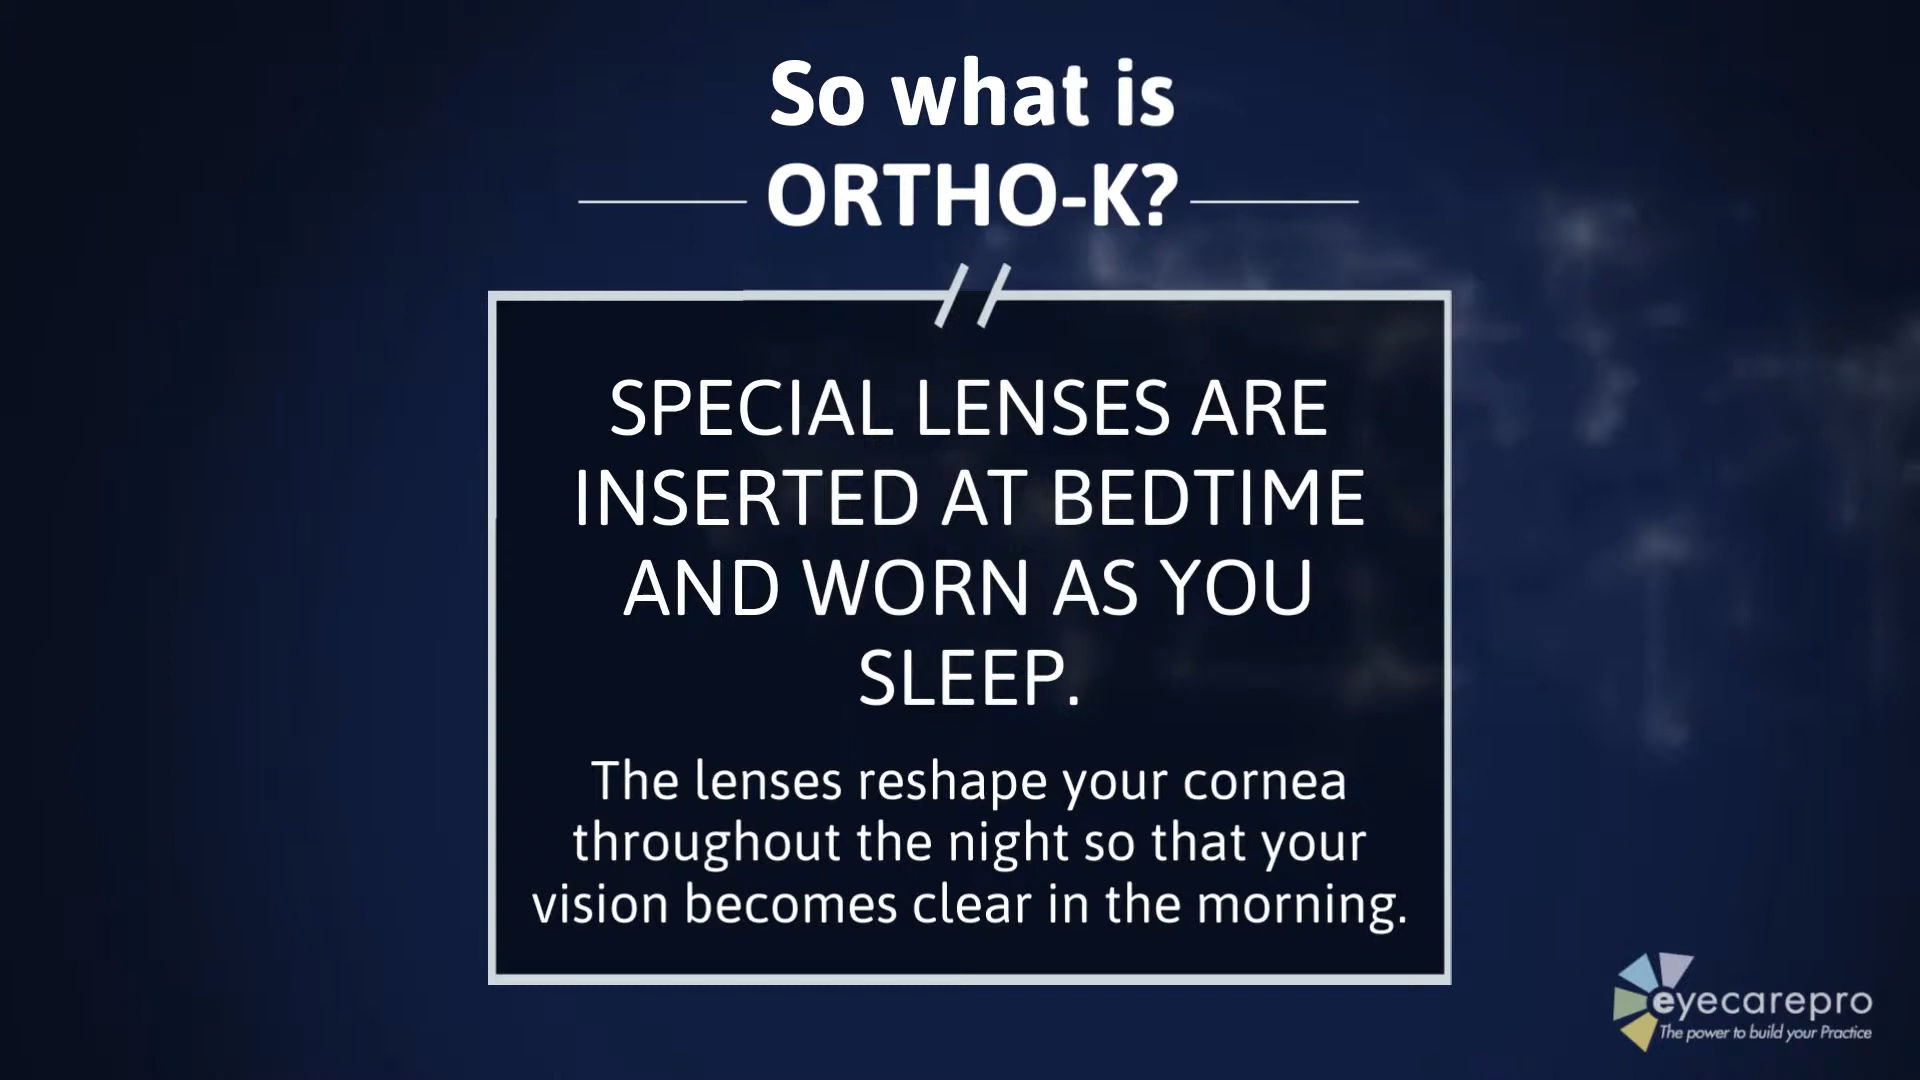 So what is
ORTHO-K?
SPECIAL LENSES ARE
INSERTED AT BEDTIME
AND WORN AS YOU
SLEEP.
The lenses reshape your cornea
throughout the night so that your
vision becomes clear in the morning.
eyecarepro
The power to build your Practice